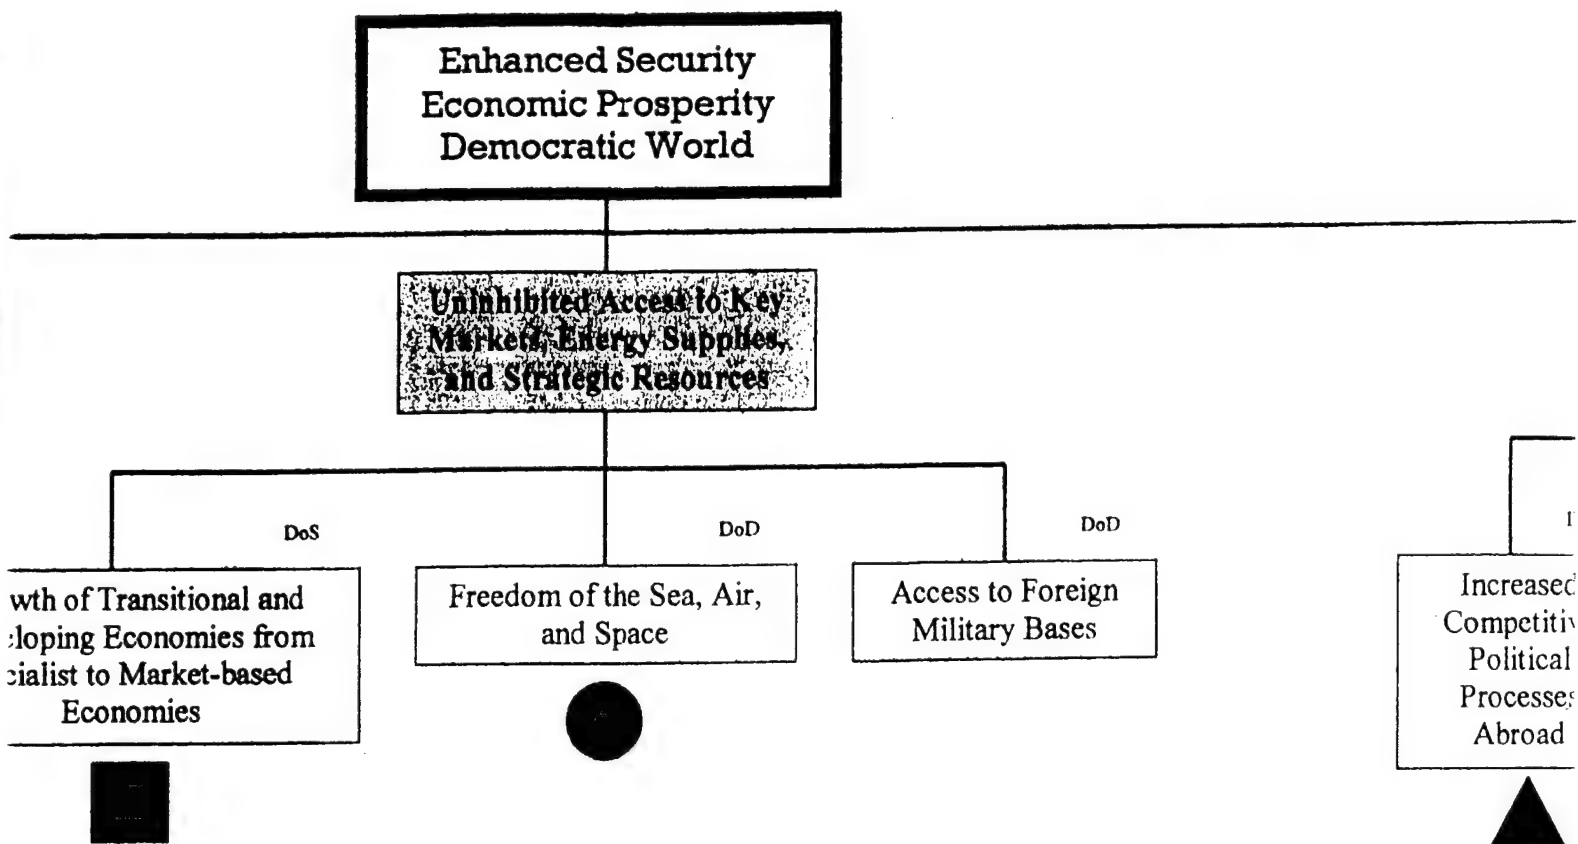 Enhanced Security
Economic Prosperity
Democratic World
Uninhibited Access to Key
Markets, Energy Supplies,
and Strategic Resources
DoS
wth of Transitional and
loping Economies from
cialist to Market-based
Economies
DoD
Freedom of the Sea, Air,
and Space
DoD
Access to Foreign
Military Bases
Increased
Competitiv
Political
Processes
Abroad